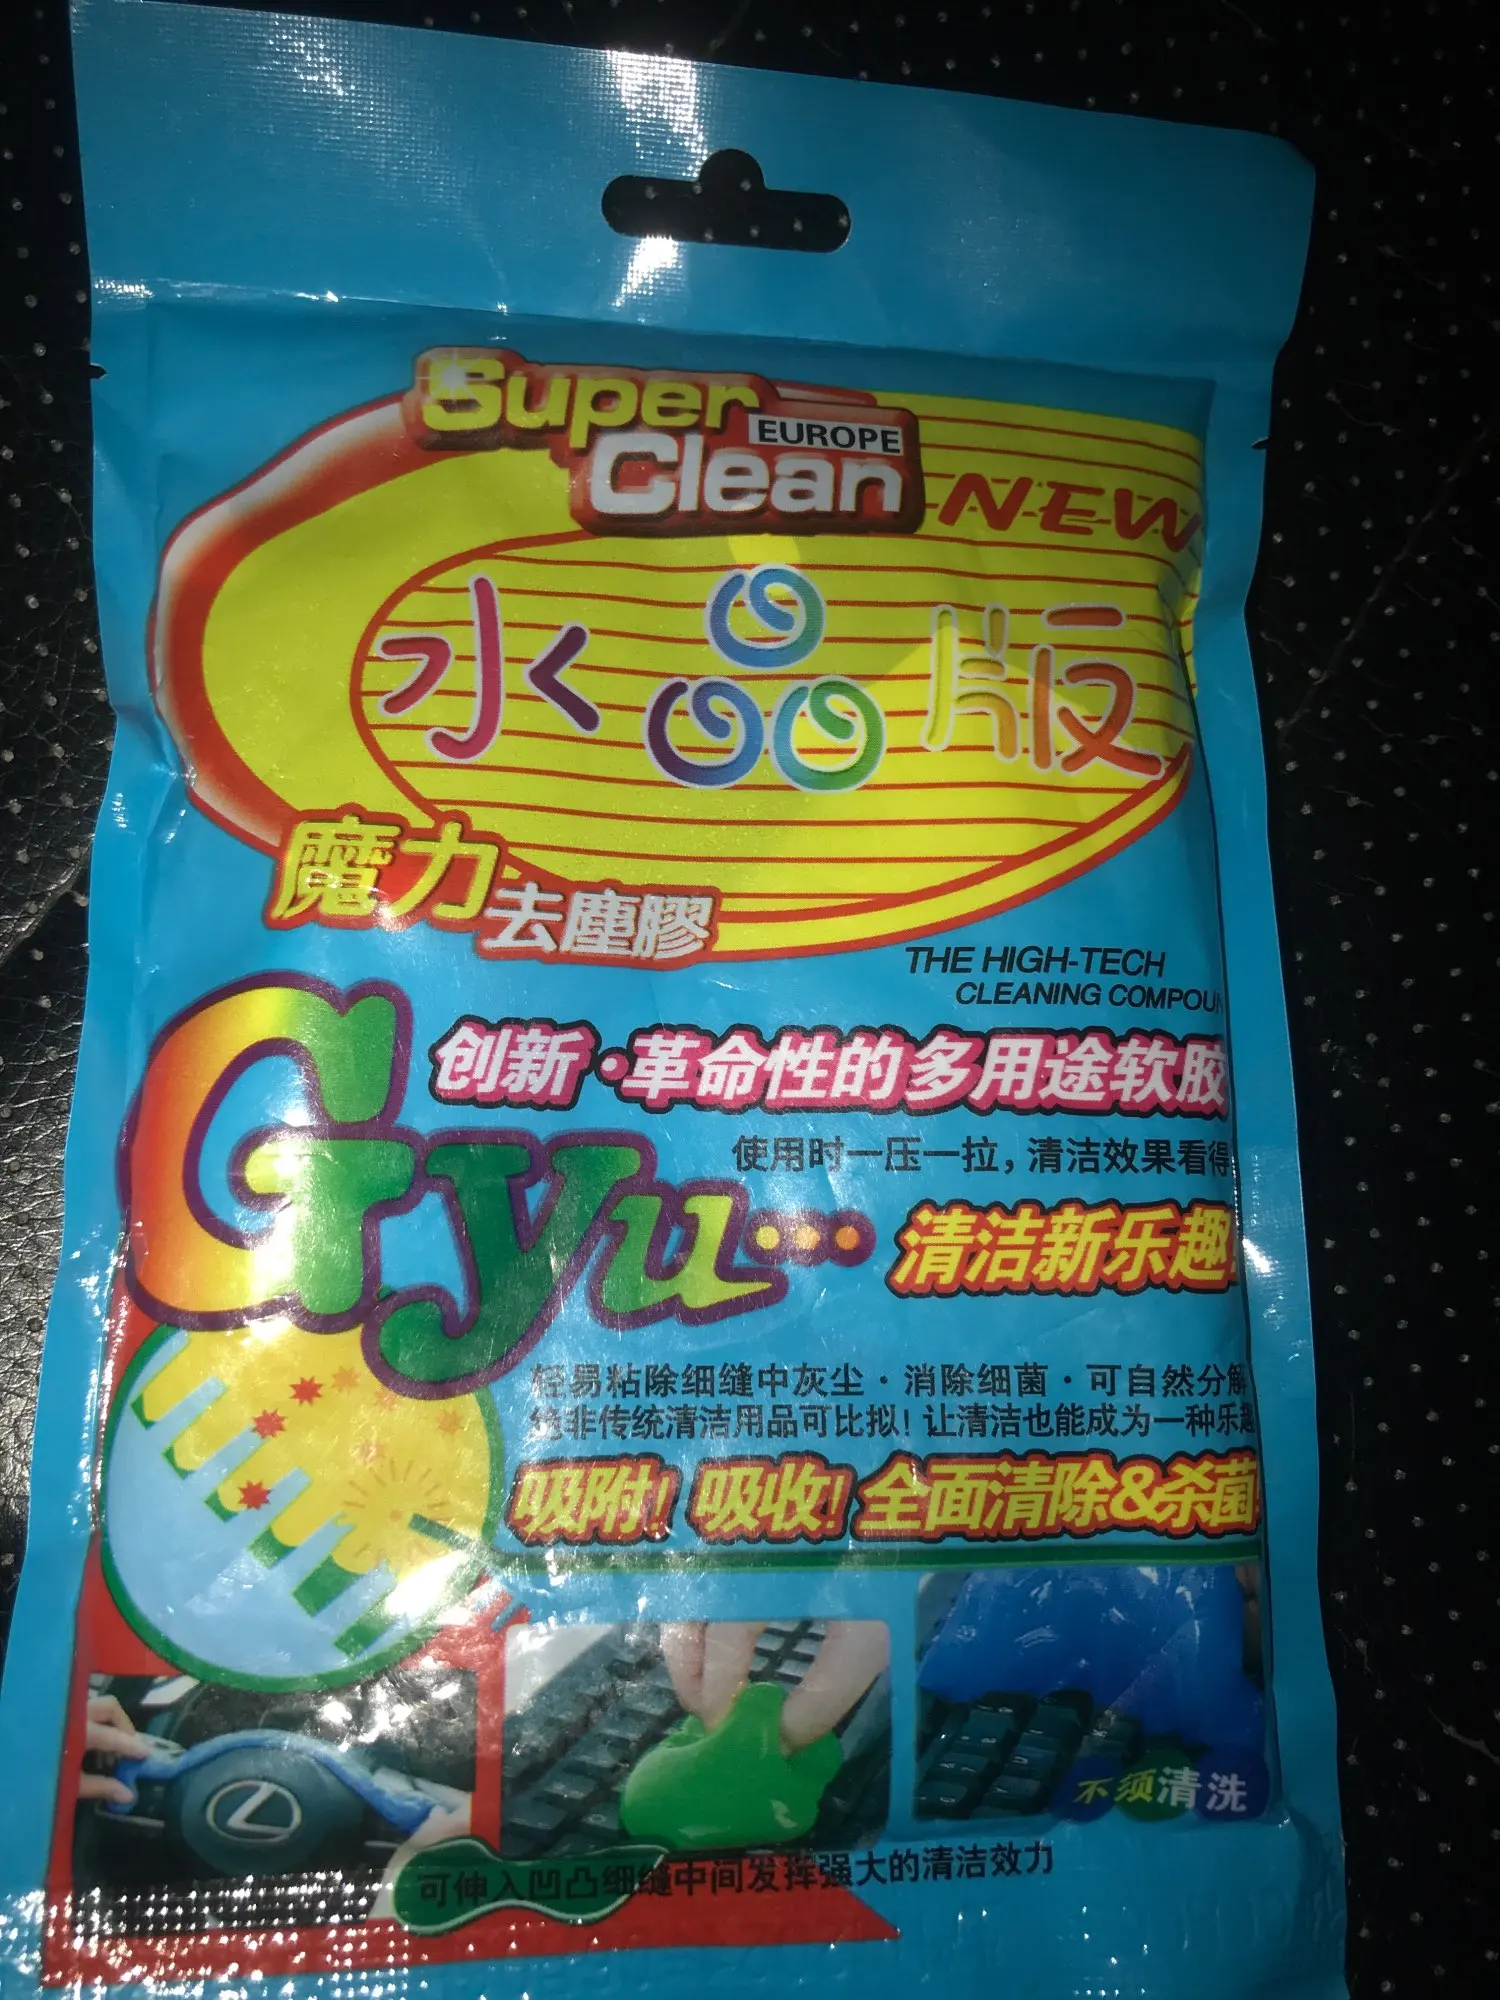 Super
EUROPE
Clean
NEW
水晶版
魔力去塵膠
THE HIGH-TECH
CLEANING COMPOUN
创新·革命性的多用途软胶
Gyu...
使用时一压一拉，清洁效果看得
清洁新乐趣
轻易粘除细缝中灰尘·消除细菌·可自然分解
绝非传统清洁用品可比拟！让清洁也能成为一种乐趣
吸附！吸收！全面清除&杀菌
不须清洗
可伸入凹凸细缝中间发挥强大的清洁效力